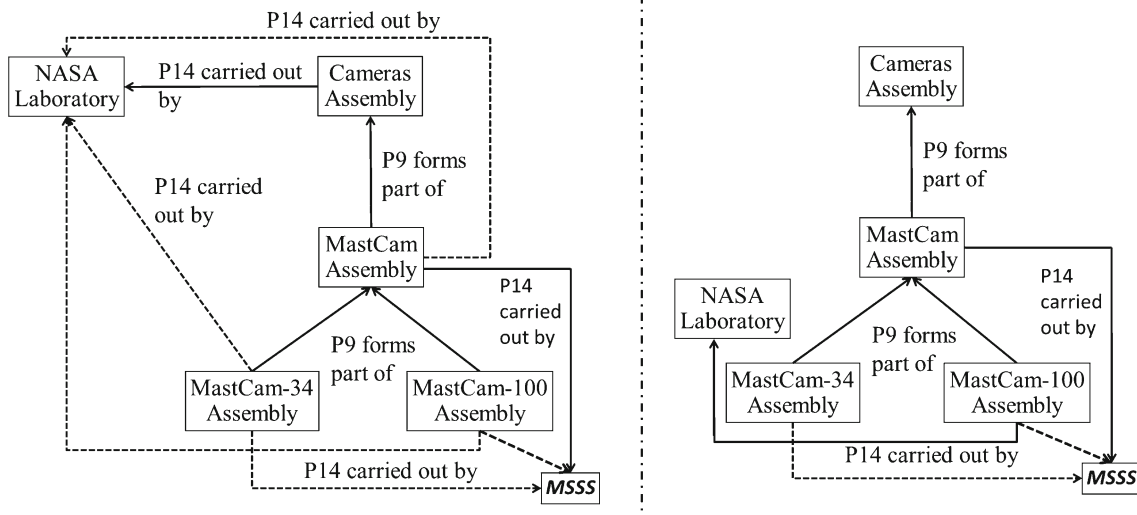 P14 carried out by
NASA
Laboratory
P14 carried out
by
Cameras
Assembly
P9 forms
part of
P14 carried
out by
MastCam
Assembly
P14
carried
out by
P9 forms
part of
MastCam-34
Assembly
MastCam-100
Assembly
P14 carried out by
MSSS
Cameras
Assembly
P9 forms
part of
MastCam
Assembly
P14
carried
out by
NASA
Laboratory
P9 forms
part of
MastCam-34
Assembly
MastCam-100
Assembly
P14 carried out by
MSSS